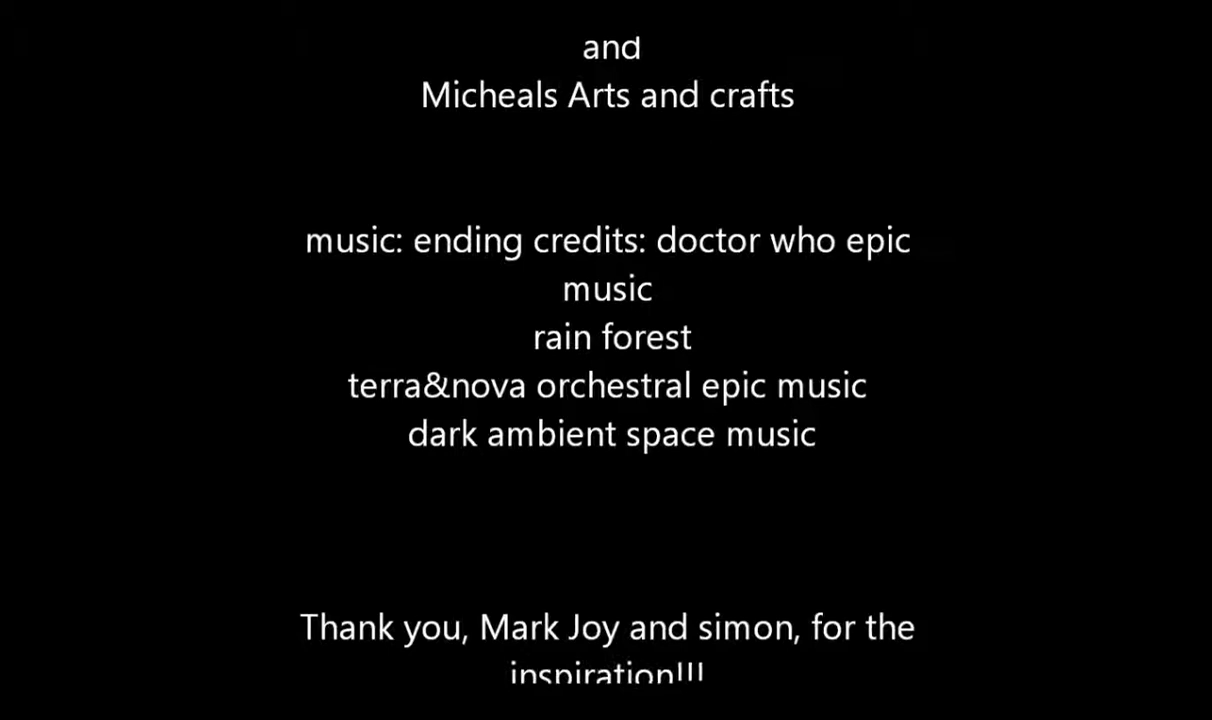 and
Micheals Arts and crafts
music: ending credits: doctor who epic
music
rain forest
terra&nova orchestral epic music
dark ambient space music
Thank you, Mark Joy and simon, for the
inspiration!!!